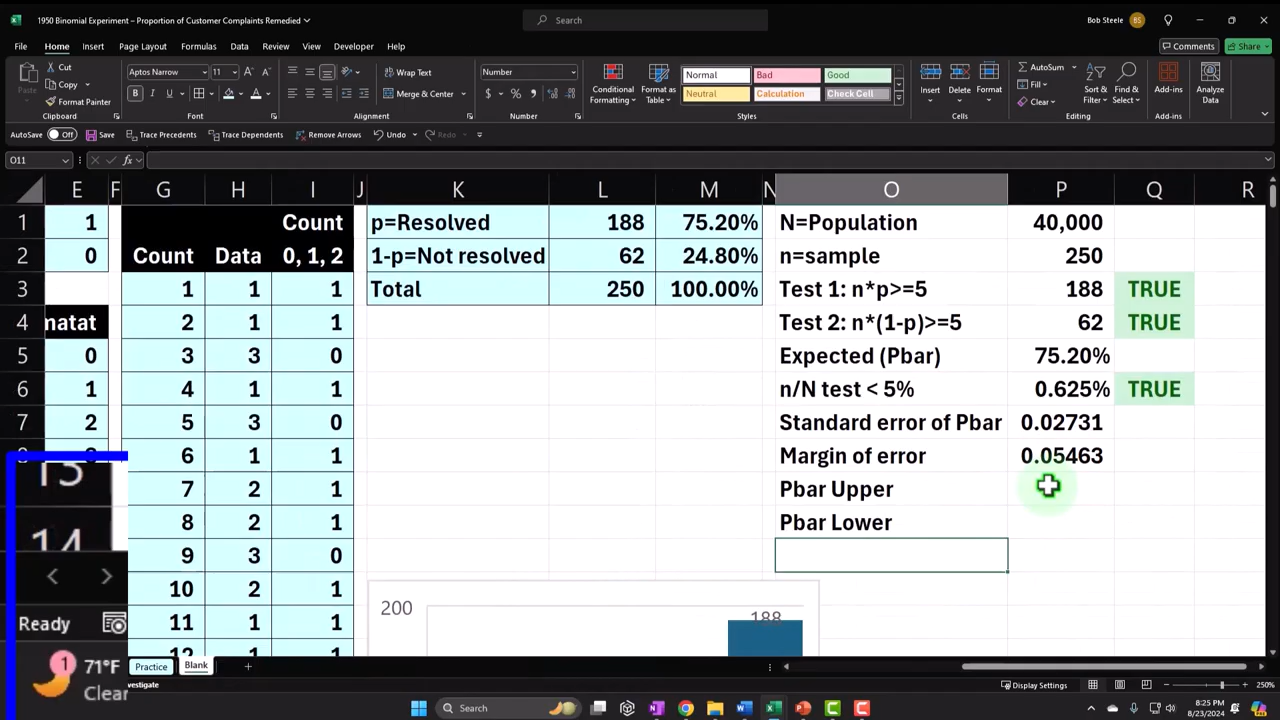 1950 Binomial Experiment – Proportion of Customer Complaints Remedied
Search
Bob Steele
BS
File Home Insert Page Layout Formulas Data Review View Developer Help
Comments Share
Paste Cut Copy Format Painter
Aptos Narrow 11
Wrap Text
Merge & Center
Number
Conditional Formatting
Format as Table
Normal Bad Good
Neutral Calculation Check Cell
Insert Delete Format
AutoSum Fill Clear
Sort & Filter
Find & Select
Add-ins
Analyze Data
Clipboard Font Alignment Number Styles Cells Editing Add-ins
AutoSave Off Save Trace Precedents Trace Dependents Remove Arrows Undo Redo
O11 fx
E F G H I J K L M N O P Q R
1 1 Count p=Resolved 188 75.20% N=Population 40,000
2 0 Count Data 0, 1, 2 1-p=Not resolved 62 24.80% n=sample 250
3 1 1 1 Total 250 100.00% Test 1: n*p>=5 188 TRUE
4 natat 2 1 1 Test 2: n*(1-p)>=5 62 TRUE
5 0 3 3 0 Expected (Pbar) 75.20%
6 1 4 1 1 n/N test < 5% 0.625% TRUE
7 2 5 3 0 Standard error of Pbar 0.02731
6 1 1 Margin of error 0.05463
7 2 1 Pbar Upper
14 8 2 1 Pbar Lower
9 3 0
10 2 1 200 188
Ready 11 1 1
1 71°F
Clear
Practice Blank
vestigate
Display Settings
250%
Search
8:25 PM
8/23/2024